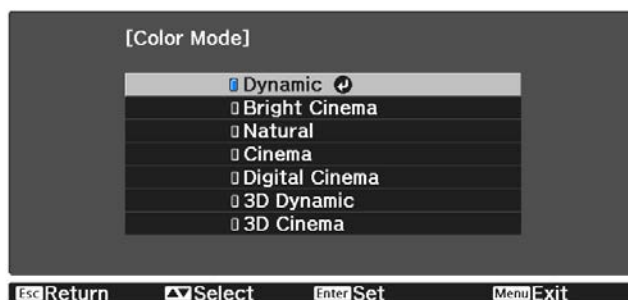 [Color Mode]
Dynamic
Bright Cinema
Natural
Cinema
Digital Cinema
3D Dynamic
3D Cinema
Esc Return Select Enter Set Menu Exit